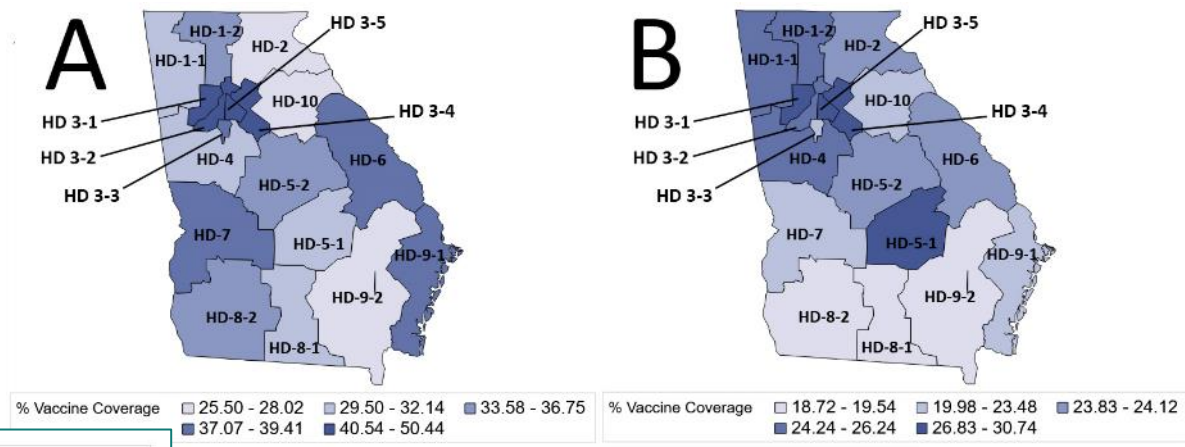 A
HD-1-2
HD 3-5
HD-2
HD-1-1
HD-10
HD 3-1
HD 3-4
HD 3-2
HD-4
HD-6
HD 3-3
HD-5-2
HD-7
HD-5-1
HD-9-1
HD-9-2
HD-8-2
HD-8-1
% Vaccine Coverage 25.50 - 28.02 29.50 - 32.14 33.58 - 36.75
37.07 - 39.41 40.54 - 50.44
B
HD-1-2
HD 3-5
HD-2
HD-1-1
HD-10
HD 3-1
HD 3-4
HD 3-2
HD-4
HD-6
HD 3-3
HD-5-2
HD-7
HD-5-1
HD-9-1
HD-9-2
HD-8-2
HD-8-1
% Vaccine Coverage 18.72 - 19.54 19.98 - 23.48 23.83 - 24.12
24.24 - 26.24 26.83 - 30.74